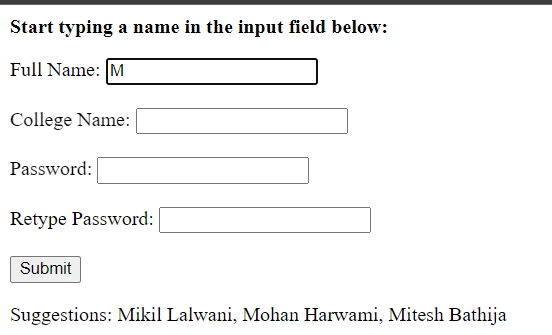 Start typing a name in the input field below:
Full Name: M
College Name:
Password:
Retype Password:
Submit
Suggestions: Mikil Lalwani, Mohan Harwami, Mitesh Bathija